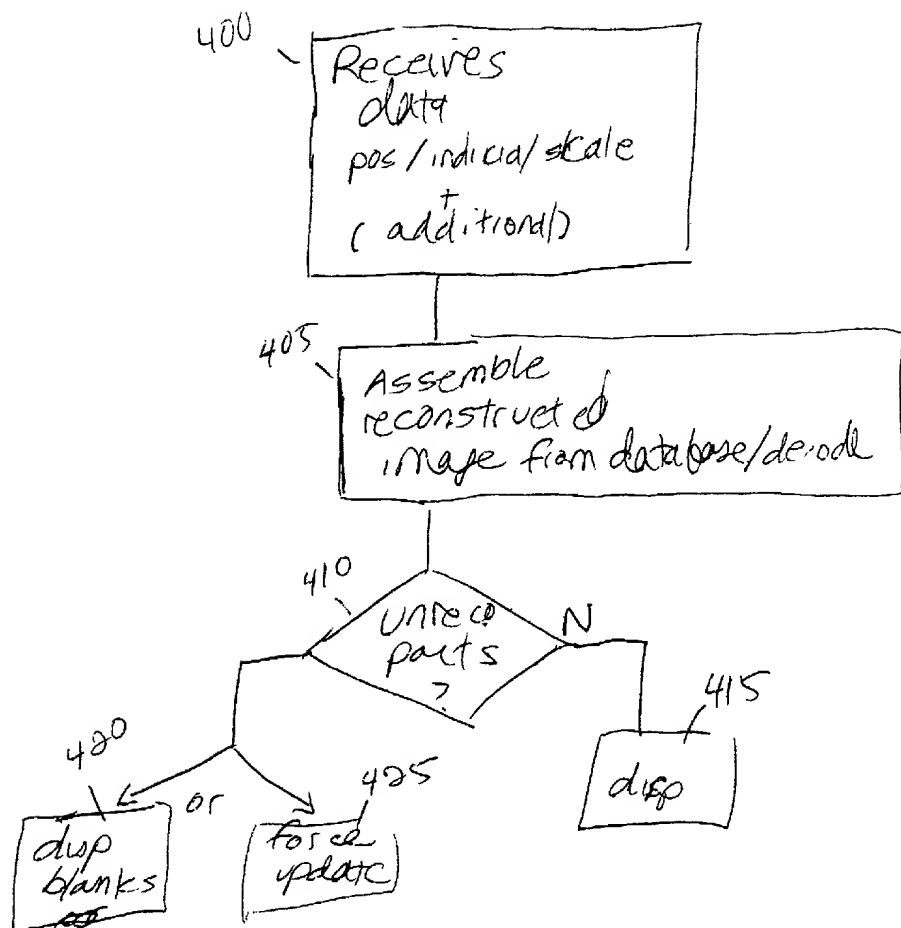 400
Receives
data
pos/indicia/scale
+
(additional)
405
Assemble
reconstructed
image from database/decode
410
unreco
parts
?
N
415
disp
420
disp
blanks
or
425
force
update